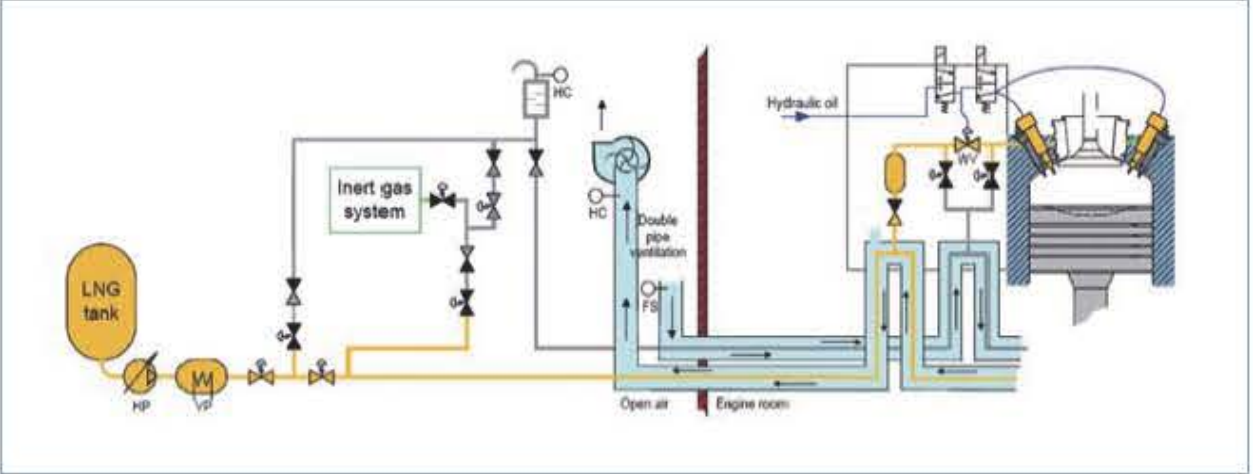 HC
Hydraulic oil
WV
Inert gas
system
HC
Double
pipe
ventilation
LNG
tank
FS
HP
VP
Open air
Engine room